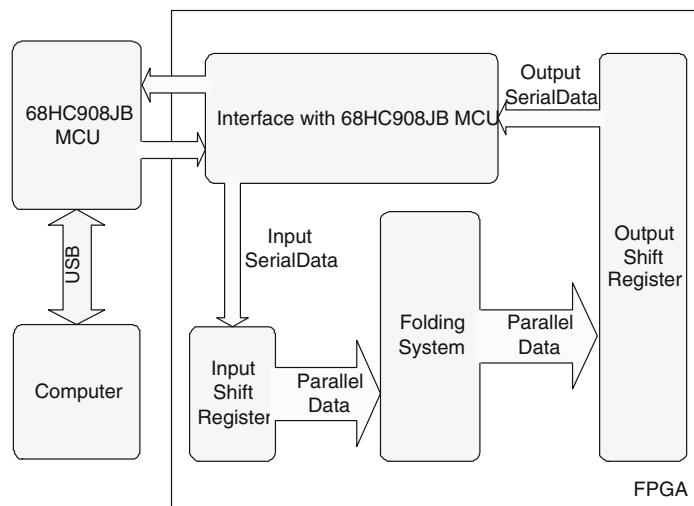 68HC908JB
MCU
Interface with 68HC908JB MCU
Output
SerialData
USB
Input
SerialData
Output
Shift
Register
Folding
System
Parallel
Data
Computer
Input
Shift
Register
Parallel
Data
FPGA